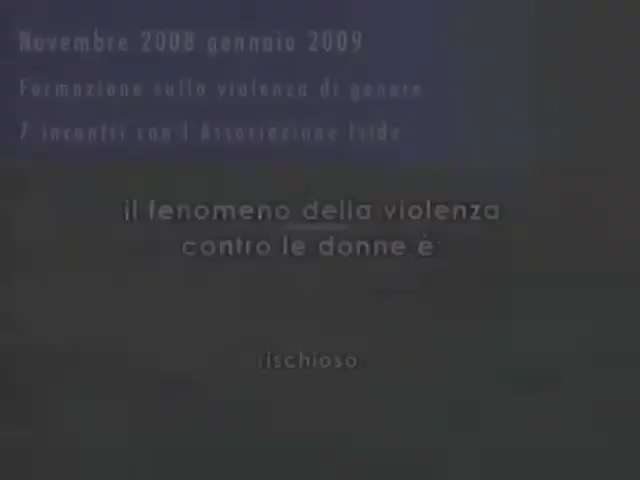 Novembre 2008 gennaio 2009
Formazione sulla violenza di genere
7 incontri con l'Associazione Iside
il fenomeno della violenza
contro le donne è
rischioso